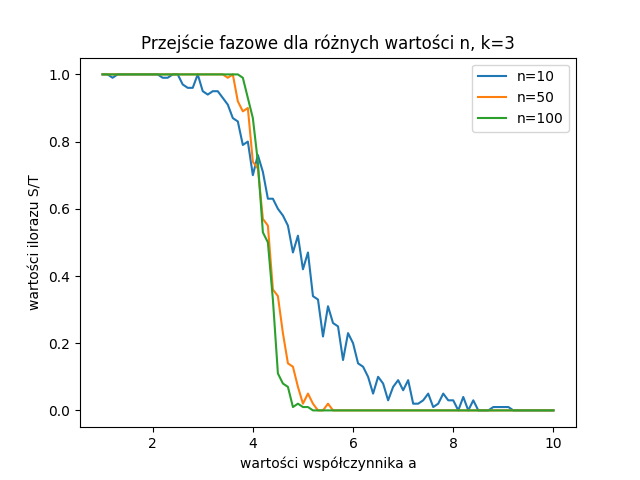 Przejście fazowe dla różnych wartości n, k=3
n=10
n=50
n=100
wartości ilorazu S/T
1.0
0.8
0.6
0.4
0.2
0.0
2
4
6
8
10
wartości współczynnika a